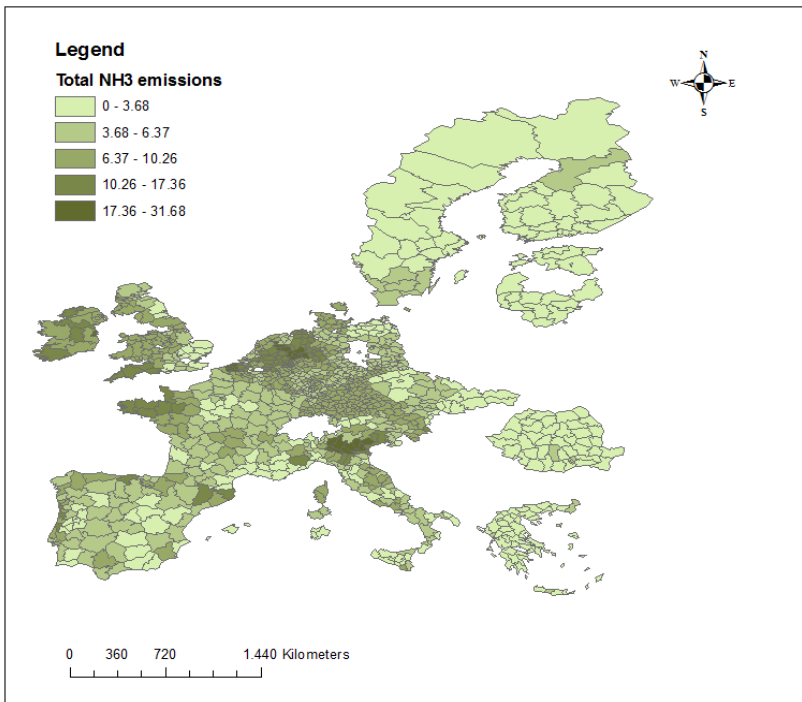 Legend
Total NH3 emissions
0 - 3.68
3.68 - 6.37
6.37 - 10.26
10.26 - 17.36
17.36 - 31.68
N
W E
S
0 360 720 1.440 Kilometers